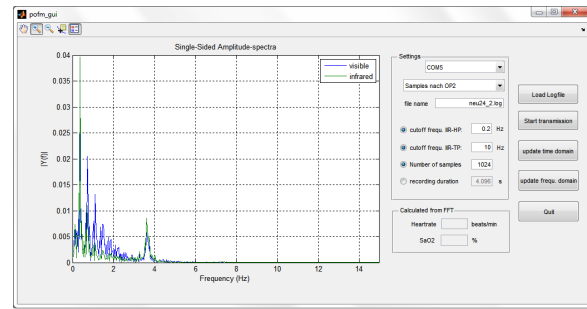 pofm_gui
Single-Sided Amplitude-spectra
visible
infrared
0.04
0.035
0.03
0.025
0.02
0.015
0.01
0.005
0
|Y(f)|
0 2 4 6 8 10 12 14
Frequency (Hz)
Settings
COM5
Samples nach OP2
file name neu24_2.log
cutoff frequ. IIR-HP: 0.2 Hz
cutoff frequ. IIR-TP: 10 Hz
Number of samples 1024
recording duration 4.096 s
Calculated from FFT
Heartrate beats/min
SaO2 %
Load Logfile
Start transmission
update time domain
update frequ. domain
Quit